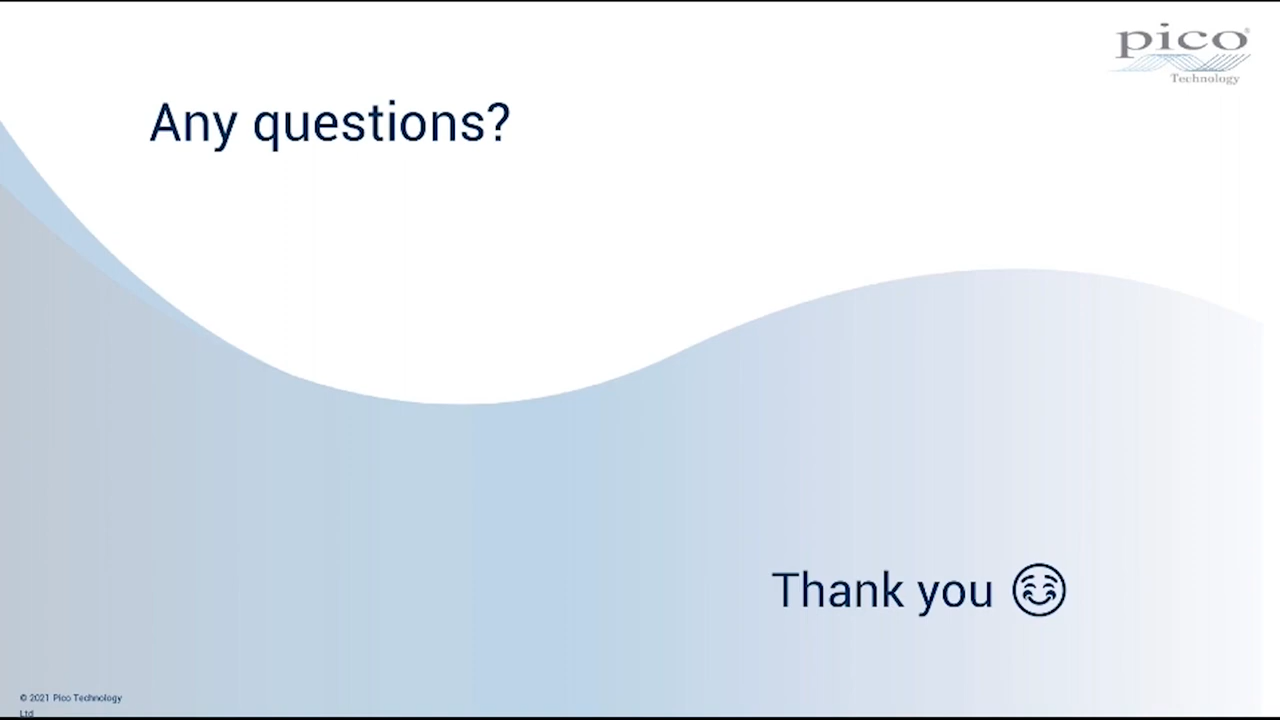 pico®
Technology
Any questions?
Thank you 😊
© 2021 Pico Technology
Ltd